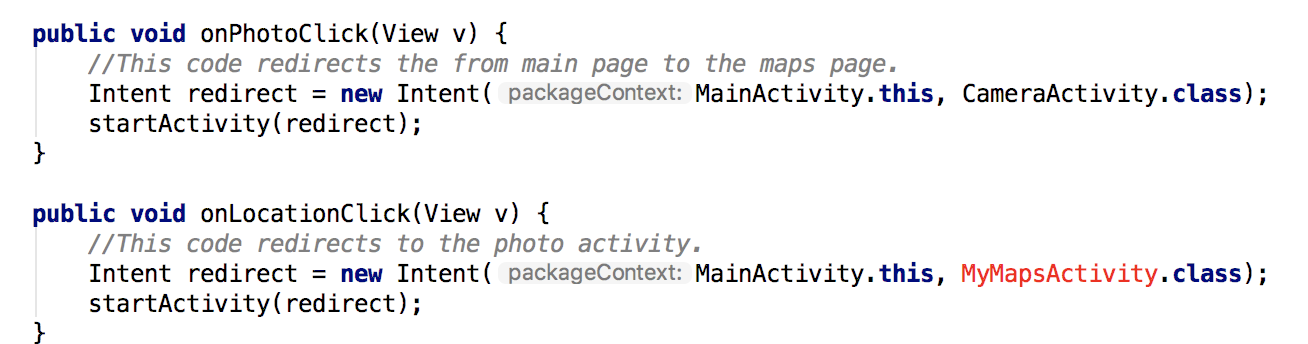 public void onPhotoClick(View v) {
//This code redirects the from main page to the maps page.
Intent redirect = new Intent( packageContext: MainActivity.this, CameraActivity.class);
startActivity(redirect);
}
public void onLocationClick(View v) {
//This code redirects to the photo activity.
Intent redirect = new Intent( packageContext: MainActivity.this, MyMapsActivity.class);
startActivity(redirect);
}